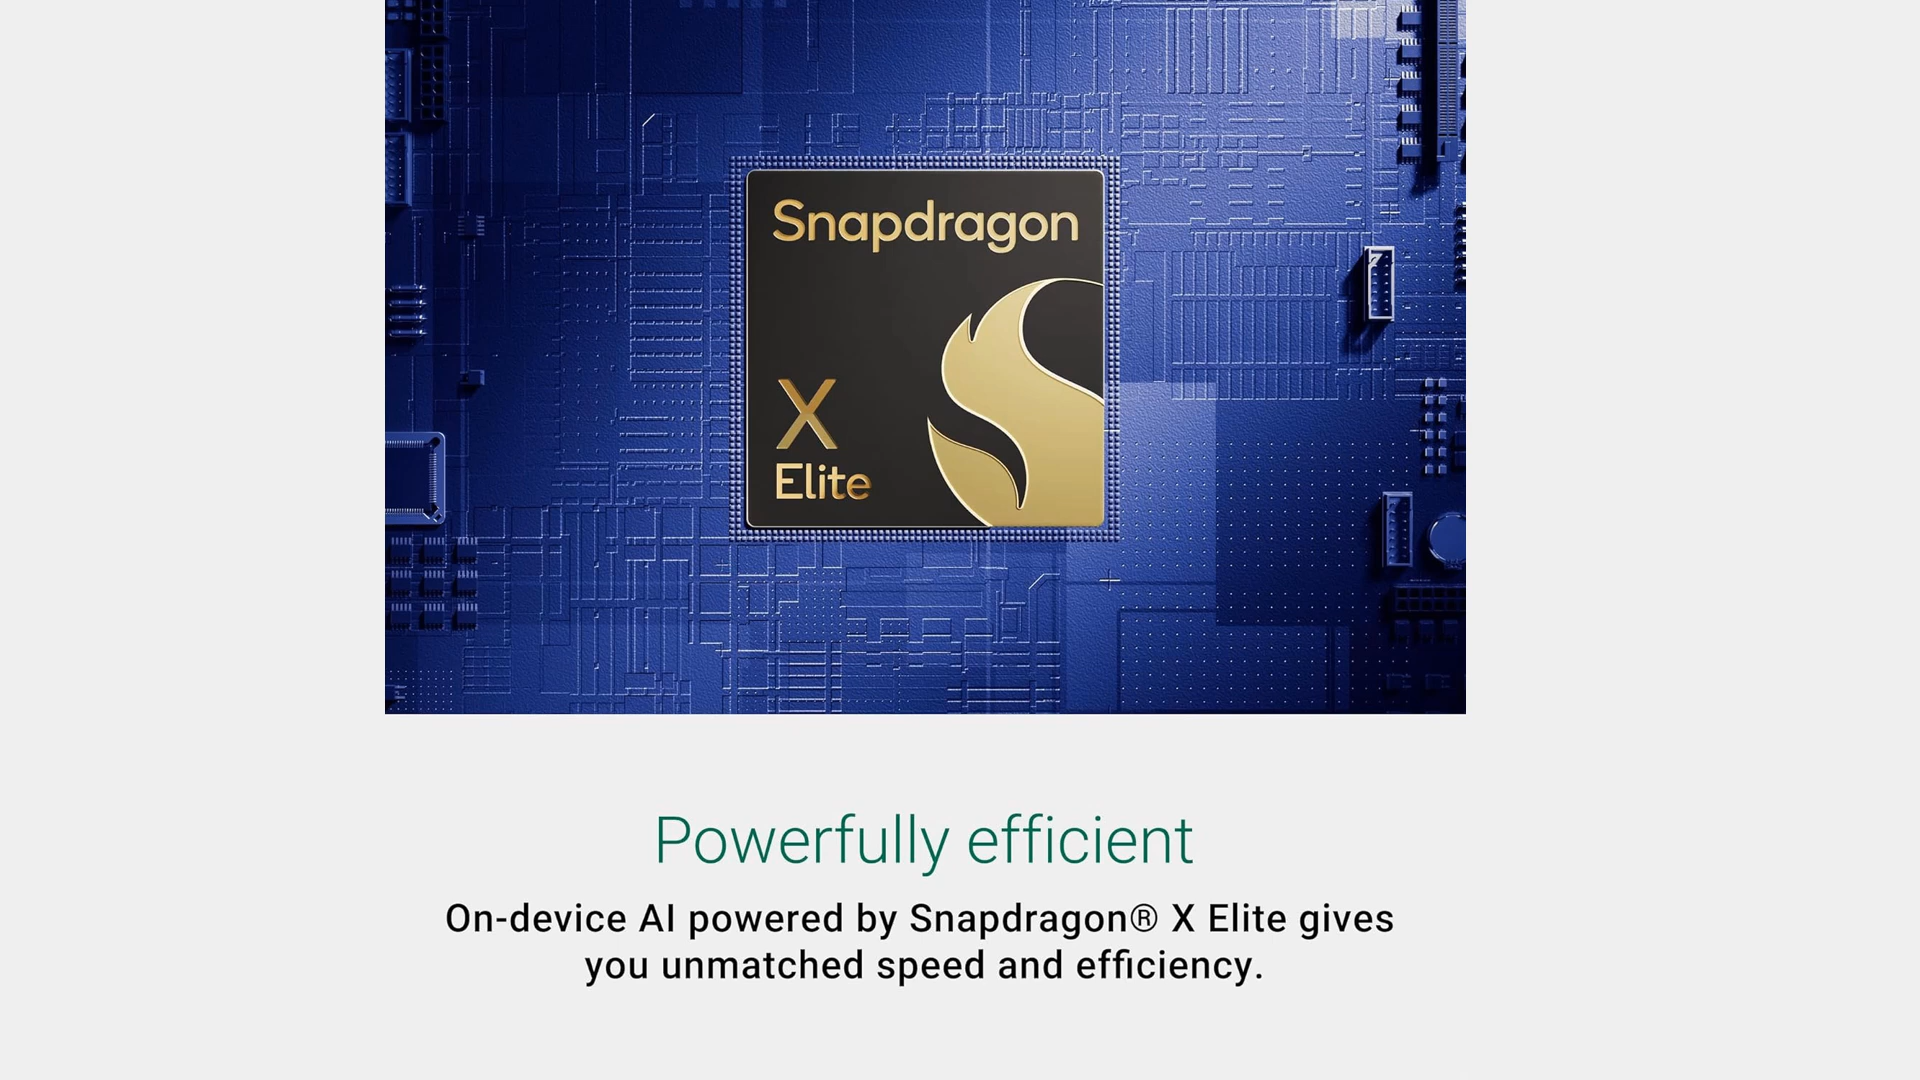 Snapdragon
X
Elite
Powerfully efficient
On-device AI powered by Snapdragon® X Elite gives
you unmatched speed and efficiency.